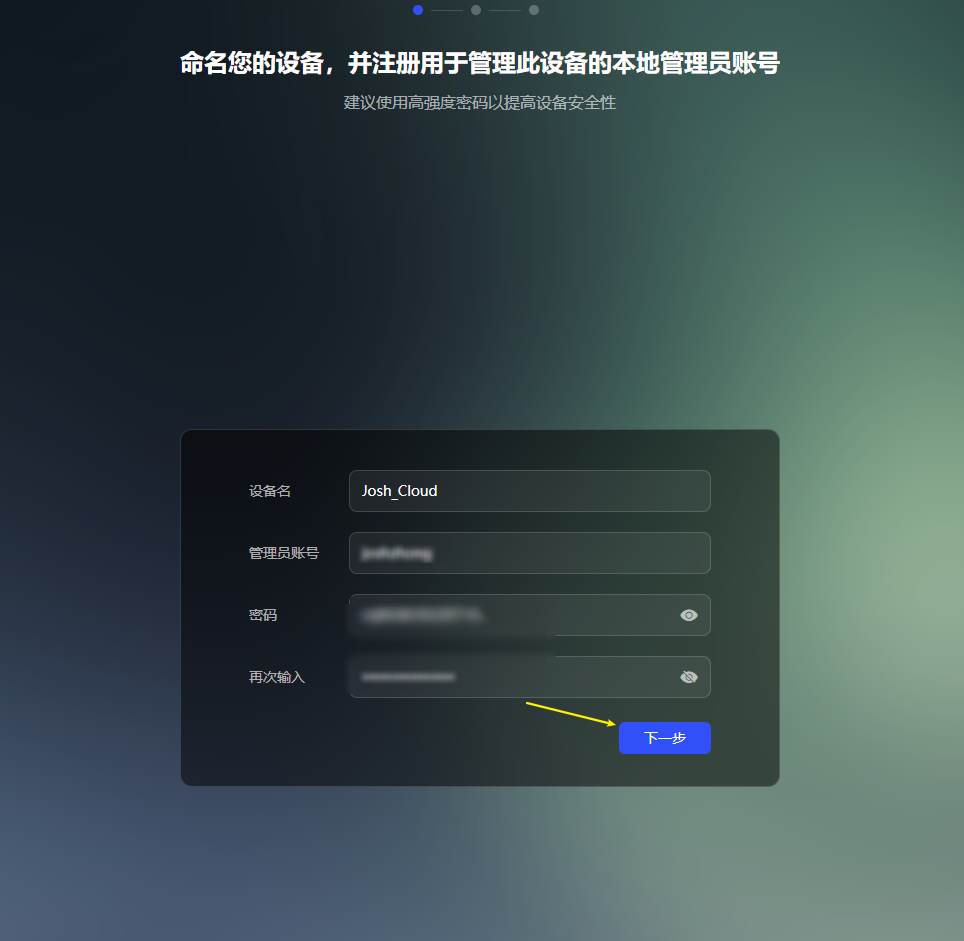 命名您的设备，并注册用于管理此设备的本地管理员账号
建议使用高强度密码以提高设备安全性
设备名 Josh_Cloud
管理员账号
密码
再次输入
下一步